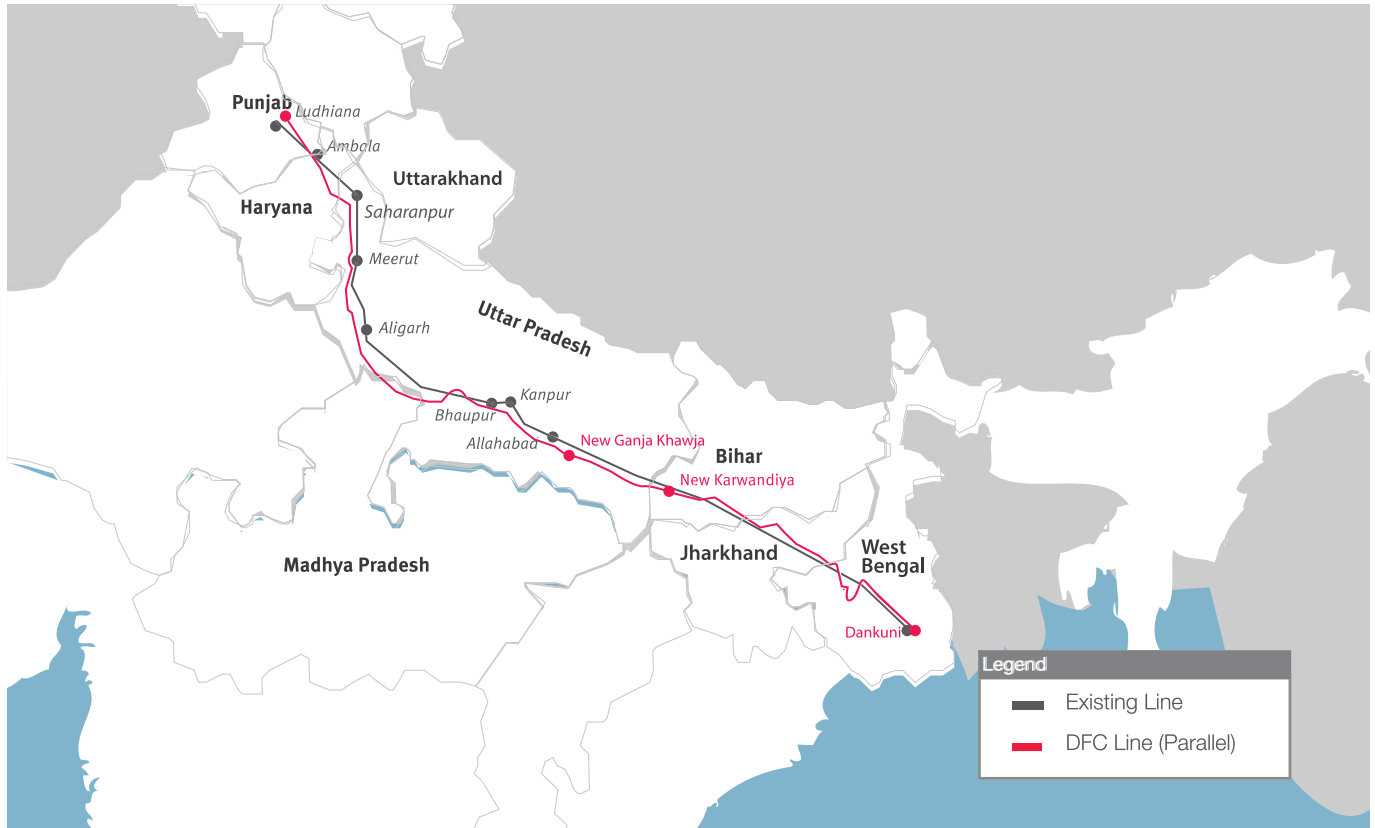 Punjab
Ludhiana
Ambala
Uttarakhand
Haryana
Saharanpur
Meerut
Uttar Pradesh
Aligarh
Kanpur
Bhaupur
Allahabad
New Ganja Khawja
Bihar
New Karwandiya
Jharkhand
West
Bengal
Madhya Pradesh
Dankuni
Legend
Existing Line
DFC Line (Parallel)